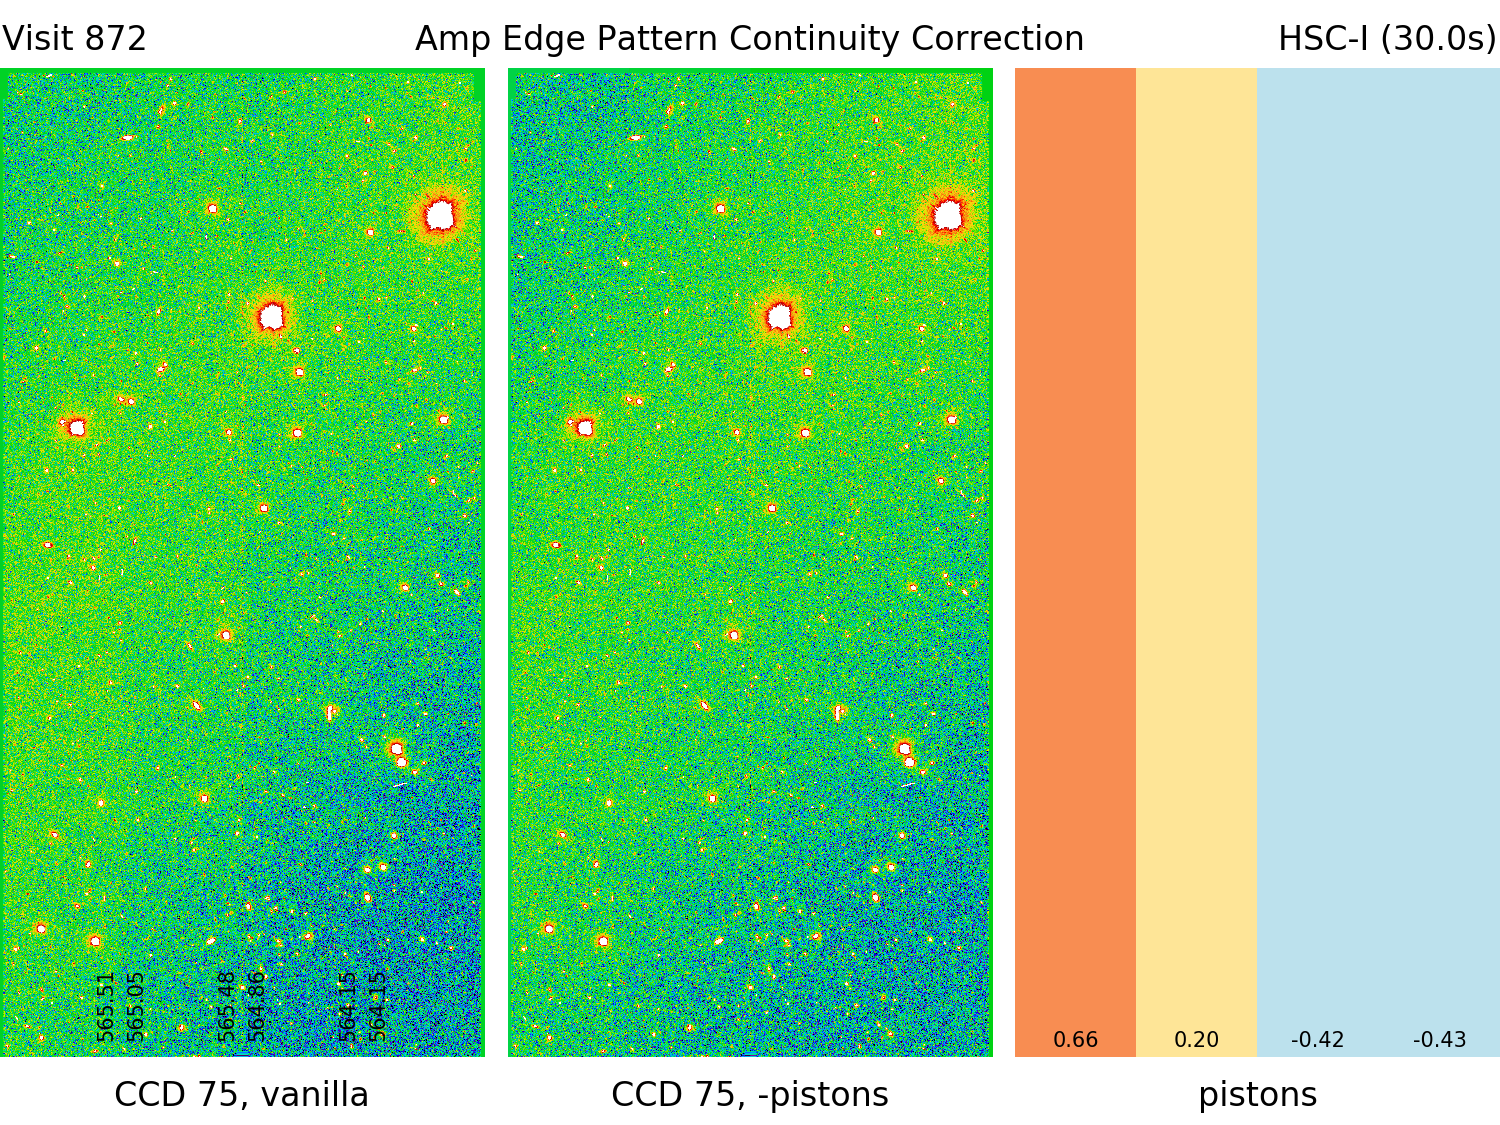 Visit 872 Amp Edge Pattern Continuity Correction HSC-I (30.0s)
565.51
565.05
565.48
564.86
564.15
564.15
0.66 0.20 -0.42 -0.43
CCD 75, vanilla CCD 75, -pistons pistons